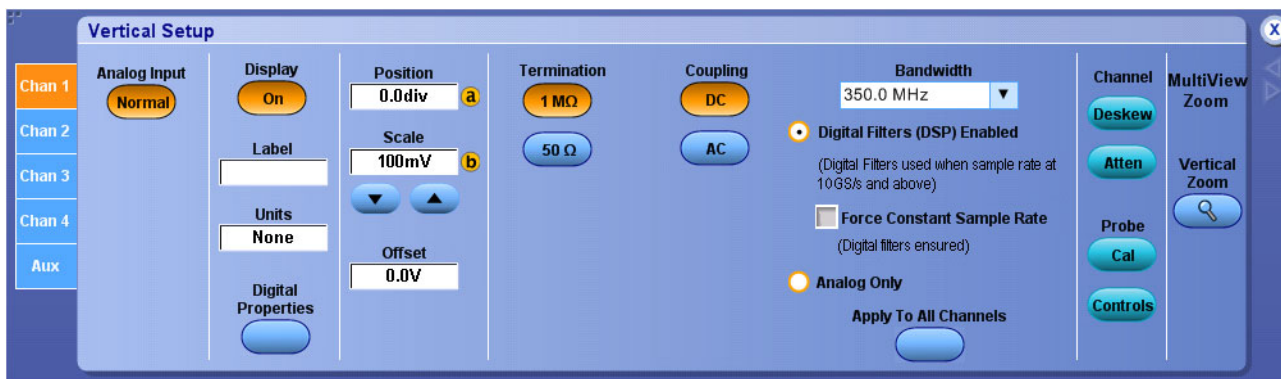 Vertical Setup
X
Chan 1
Chan 2
Chan 3
Chan 4
Aux
Analog Input
Normal
Display
On
Label
Units
None
Digital
Properties
Position
0.0div
a
Scale
100mV
b
Offset
0.0V
Termination
1 MΩ
50 Ω
Coupling
DC
AC
Bandwidth
350.0 MHz
Digital Filters (DSP) Enabled
(Digital Filters used when sample rate at
10GS/s and above)
Force Constant Sample Rate
(Digital filters ensured)
Analog Only
Apply To All Channels
Channel
Deskew
Atten
Probe
Cal
Controls
MultiView
Zoom
Vertical
Zoom